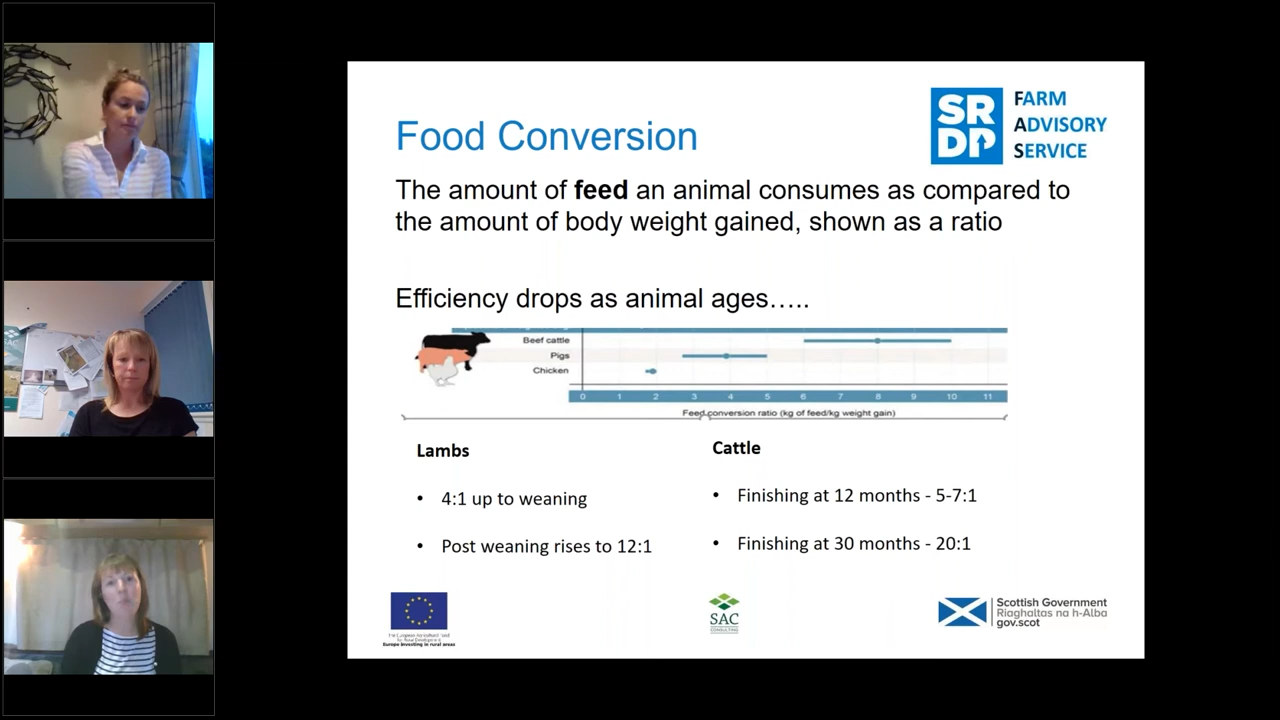 SAC
SR
DP
FARM
ADVISORY
SERVICE
Food Conversion
The amount of feed an animal consumes as compared to
the amount of body weight gained, shown as a ratio
Efficiency drops as animal ages…..
Beef cattle
Pigs
Chicken
0 1 2 3 4 5 6 7 8 9 10 11
Feed conversion ratio (kg of feed/kg weight gain)
Lambs
• 4:1 up to weaning
• Post weaning rises to 12:1
Cattle
• Finishing at 12 months - 5-7:1
• Finishing at 30 months - 20:1
Europe investing in rural areas
SAC
CONSULTING
Scottish Government
Riaghaltas na h-Alba
gov.scot